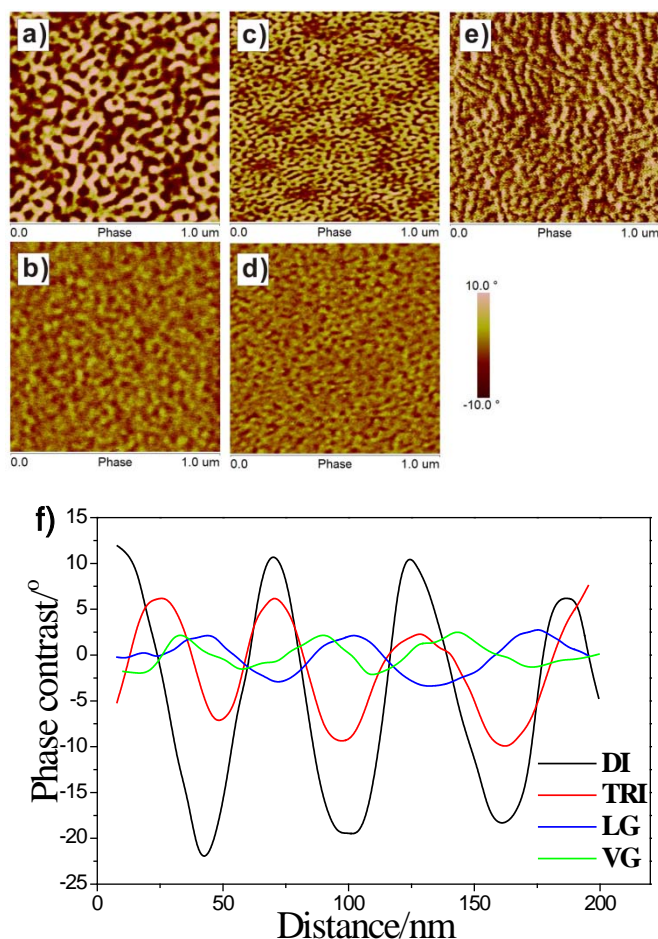 a) c) e)
0.0 Phase 1.0 um 0.0 Phase 1.0 um 0.0 Phase 1.0 um
b) d)
10.0 °
-10.0 °
0.0 Phase 1.0 um 0.0 Phase 1.0 um
f)
15
10
5
0
-5
-10
-15
-20
-25
Phase contrast/°
DI
TRI
LG
VG
0 50 100 150 200
Distance/nm